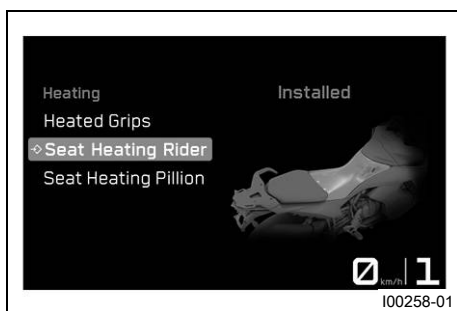 Heating
Installed
Heated Grips
Seat Heating Rider
Seat Heating Pillion
0 km/h 1
I00258-01